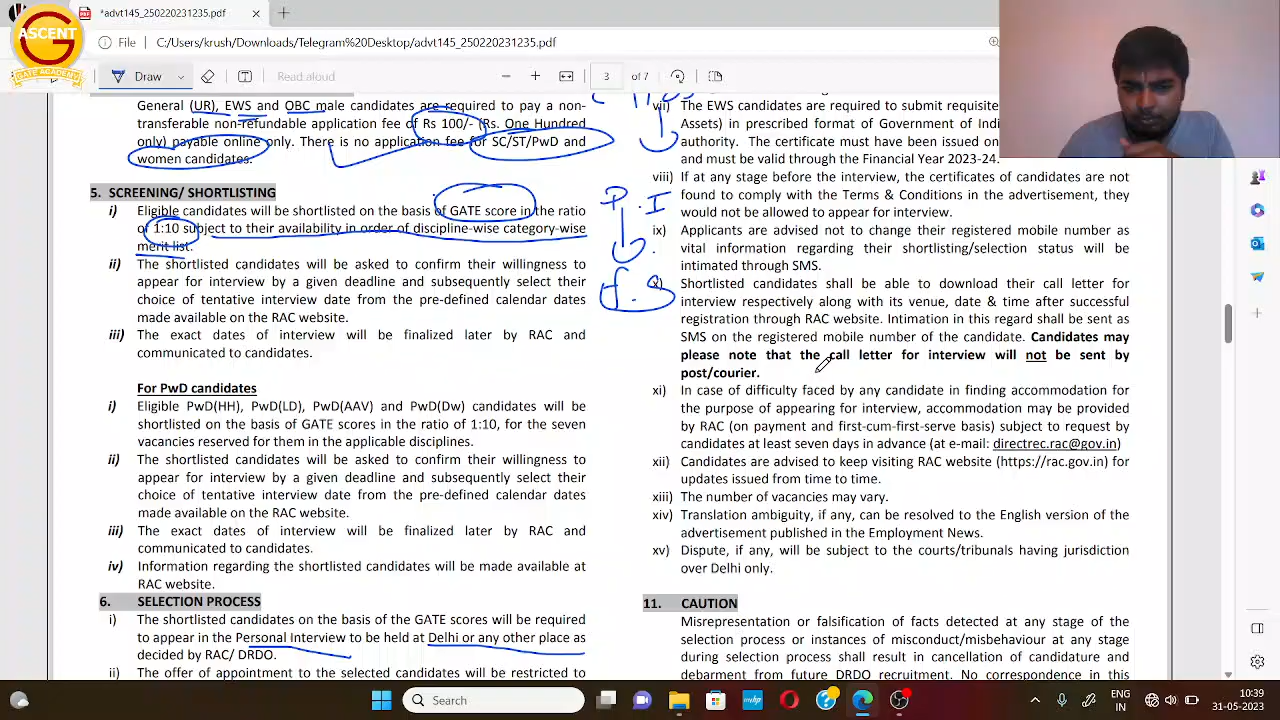 *advt145_250220231235.pdf
ASCENT
G
GATE ACADEMY
File
C:/Users/krush/Downloads/Telegram%20Desktop/advt145_250220231235.pdf
Draw
Read aloud
3
of 7
General (UR), EWS and OBC male candidates are required to pay a non-
transferable non-refundable application fee of Rs 100/- (Rs. One Hundred
only) payable online only. There is no application fee for SC/ST/PwD and
women candidates.
5. SCREENING/ SHORTLISTING
i) Eligible candidates will be shortlisted on the basis of GATE score in the ratio
of 1:10 subject to their availability in order of discipline-wise category-wise
merit list.
ii) The shortlisted candidates will be asked to confirm their willingness to
appear for interview by a given deadline and subsequently select their
choice of tentative interview date from the pre-defined calendar dates
made available on the RAC website.
iii) The exact dates of interview will be finalized later by RAC and
communicated to candidates.
For PwD candidates
i) Eligible PwD(HH), PwD(LD), PwD(AAV) and PwD(Dw) candidates will be
shortlisted on the basis of GATE scores in the ratio of 1:10, for the seven
vacancies reserved for them in the applicable disciplines.
ii) The shortlisted candidates will be asked to confirm their willingness to
appear for interview by a given deadline and subsequently select their
choice of tentative interview date from the pre-defined calendar dates
made available on the RAC website.
iii) The exact dates of interview will be finalized later by RAC and
communicated to candidates.
iv) Information regarding the shortlisted candidates will be made available at
RAC website.
6. SELECTION PROCESS
i) The shortlisted candidates on the basis of the GATE scores will be required
to appear in the Personal Interview to be held at Delhi or any other place as
decided by RAC/ DRDO.
ii) The offer of appointment to the selected candidates will be restricted to
P.I
f.S
vii) The EWS candidates are required to submit requisite
Assets) in prescribed format of Government of Indi
authority. The certificate must have been issued on
and must be valid through the Financial Year 2023-24.
viii) If at any stage before the interview, the certificates of candidates are not
found to comply with the Terms & Conditions in the advertisement, they
would not be allowed to appear for interview.
ix) Applicants are advised not to change their registered mobile number as
vital information regarding their shortlisting/selection status will be
intimated through SMS.
x) Shortlisted candidates shall be able to download their call letter for
interview respectively along with its venue, date & time after successful
registration through RAC website. Intimation in this regard shall be sent as
SMS on the registered mobile number of the candidate. Candidates may
please note that the call letter for interview will not be sent by
post/courier.
xi) In case of difficulty faced by any candidate in finding accommodation for
the purpose of appearing for interview, accommodation may be provided
by RAC (on payment and first-cum-first-serve basis) subject to request by
candidates at least seven days in advance (at e-mail: directrec.rac@gov.in)
xii) Candidates are advised to keep visiting RAC website (https://rac.gov.in) for
updates issued from time to time.
xiii) The number of vacancies may vary.
xiv) Translation ambiguity, if any, can be resolved to the English version of the
advertisement published in the Employment News.
xv) Dispute, if any, will be subject to the courts/tribunals having jurisdiction
over Delhi only.
11. CAUTION
Misrepresentation or falsification of facts detected at any stage of the
selection process or instances of misconduct/misbehaviour at any stage
during selection process shall result in cancellation of candidature and
debarment from future DRDO recruitment. No correspondence in this
Search
ENG
IN
10:39
31-05-2023